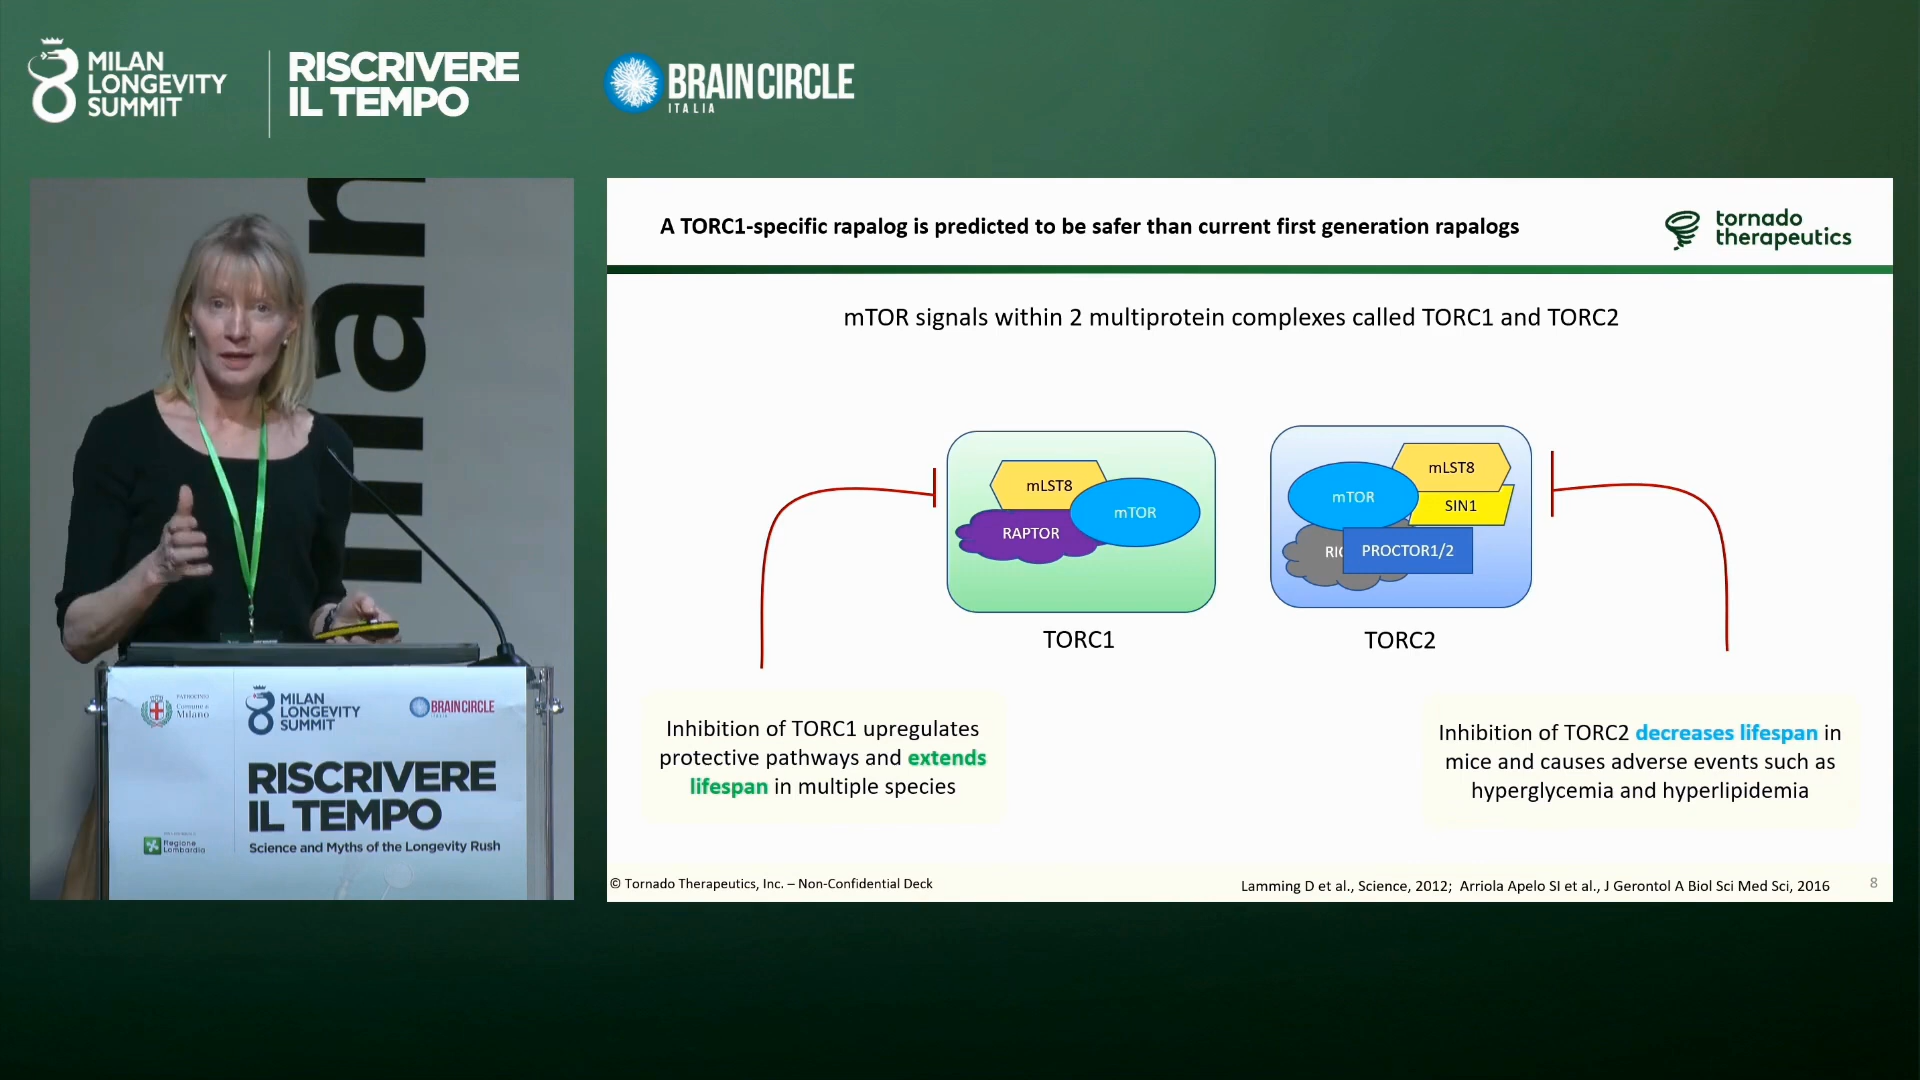 MILAN
LONGEVITY
SUMMIT
RISCRIVERE
IL TEMPO
BRAINCIRCLE
ITALIA
milan
PATROCINIO
Comune di
Milano
MILAN
LONGEVITY
SUMMIT
BRAINCIRCLE
ITALIA
RISCRIVERE
IL TEMPO
Science and Myths of the Longevity Rush
Regione
Lombardia
A TORC1-specific rapalog is predicted to be safer than current first generation rapalogs
tornado
therapeutics
mTOR signals within 2 multiprotein complexes called TORC1 and TORC2
mLST8
mTOR
RAPTOR
TORC1
mLST8
mTOR
SIN1
RIC
PROCTOR1/2
TORC2
Inhibition of TORC1 upregulates
protective pathways and extends
lifespan in multiple species
Inhibition of TORC2 decreases lifespan in
mice and causes adverse events such as
hyperglycemia and hyperlipidemia
© Tornado Therapeutics, Inc. – Non-Confidential Deck
Lamming D et al., Science, 2012; Arriola Apelo SI et al., J Gerontol A Biol Sci Med Sci, 2016
8